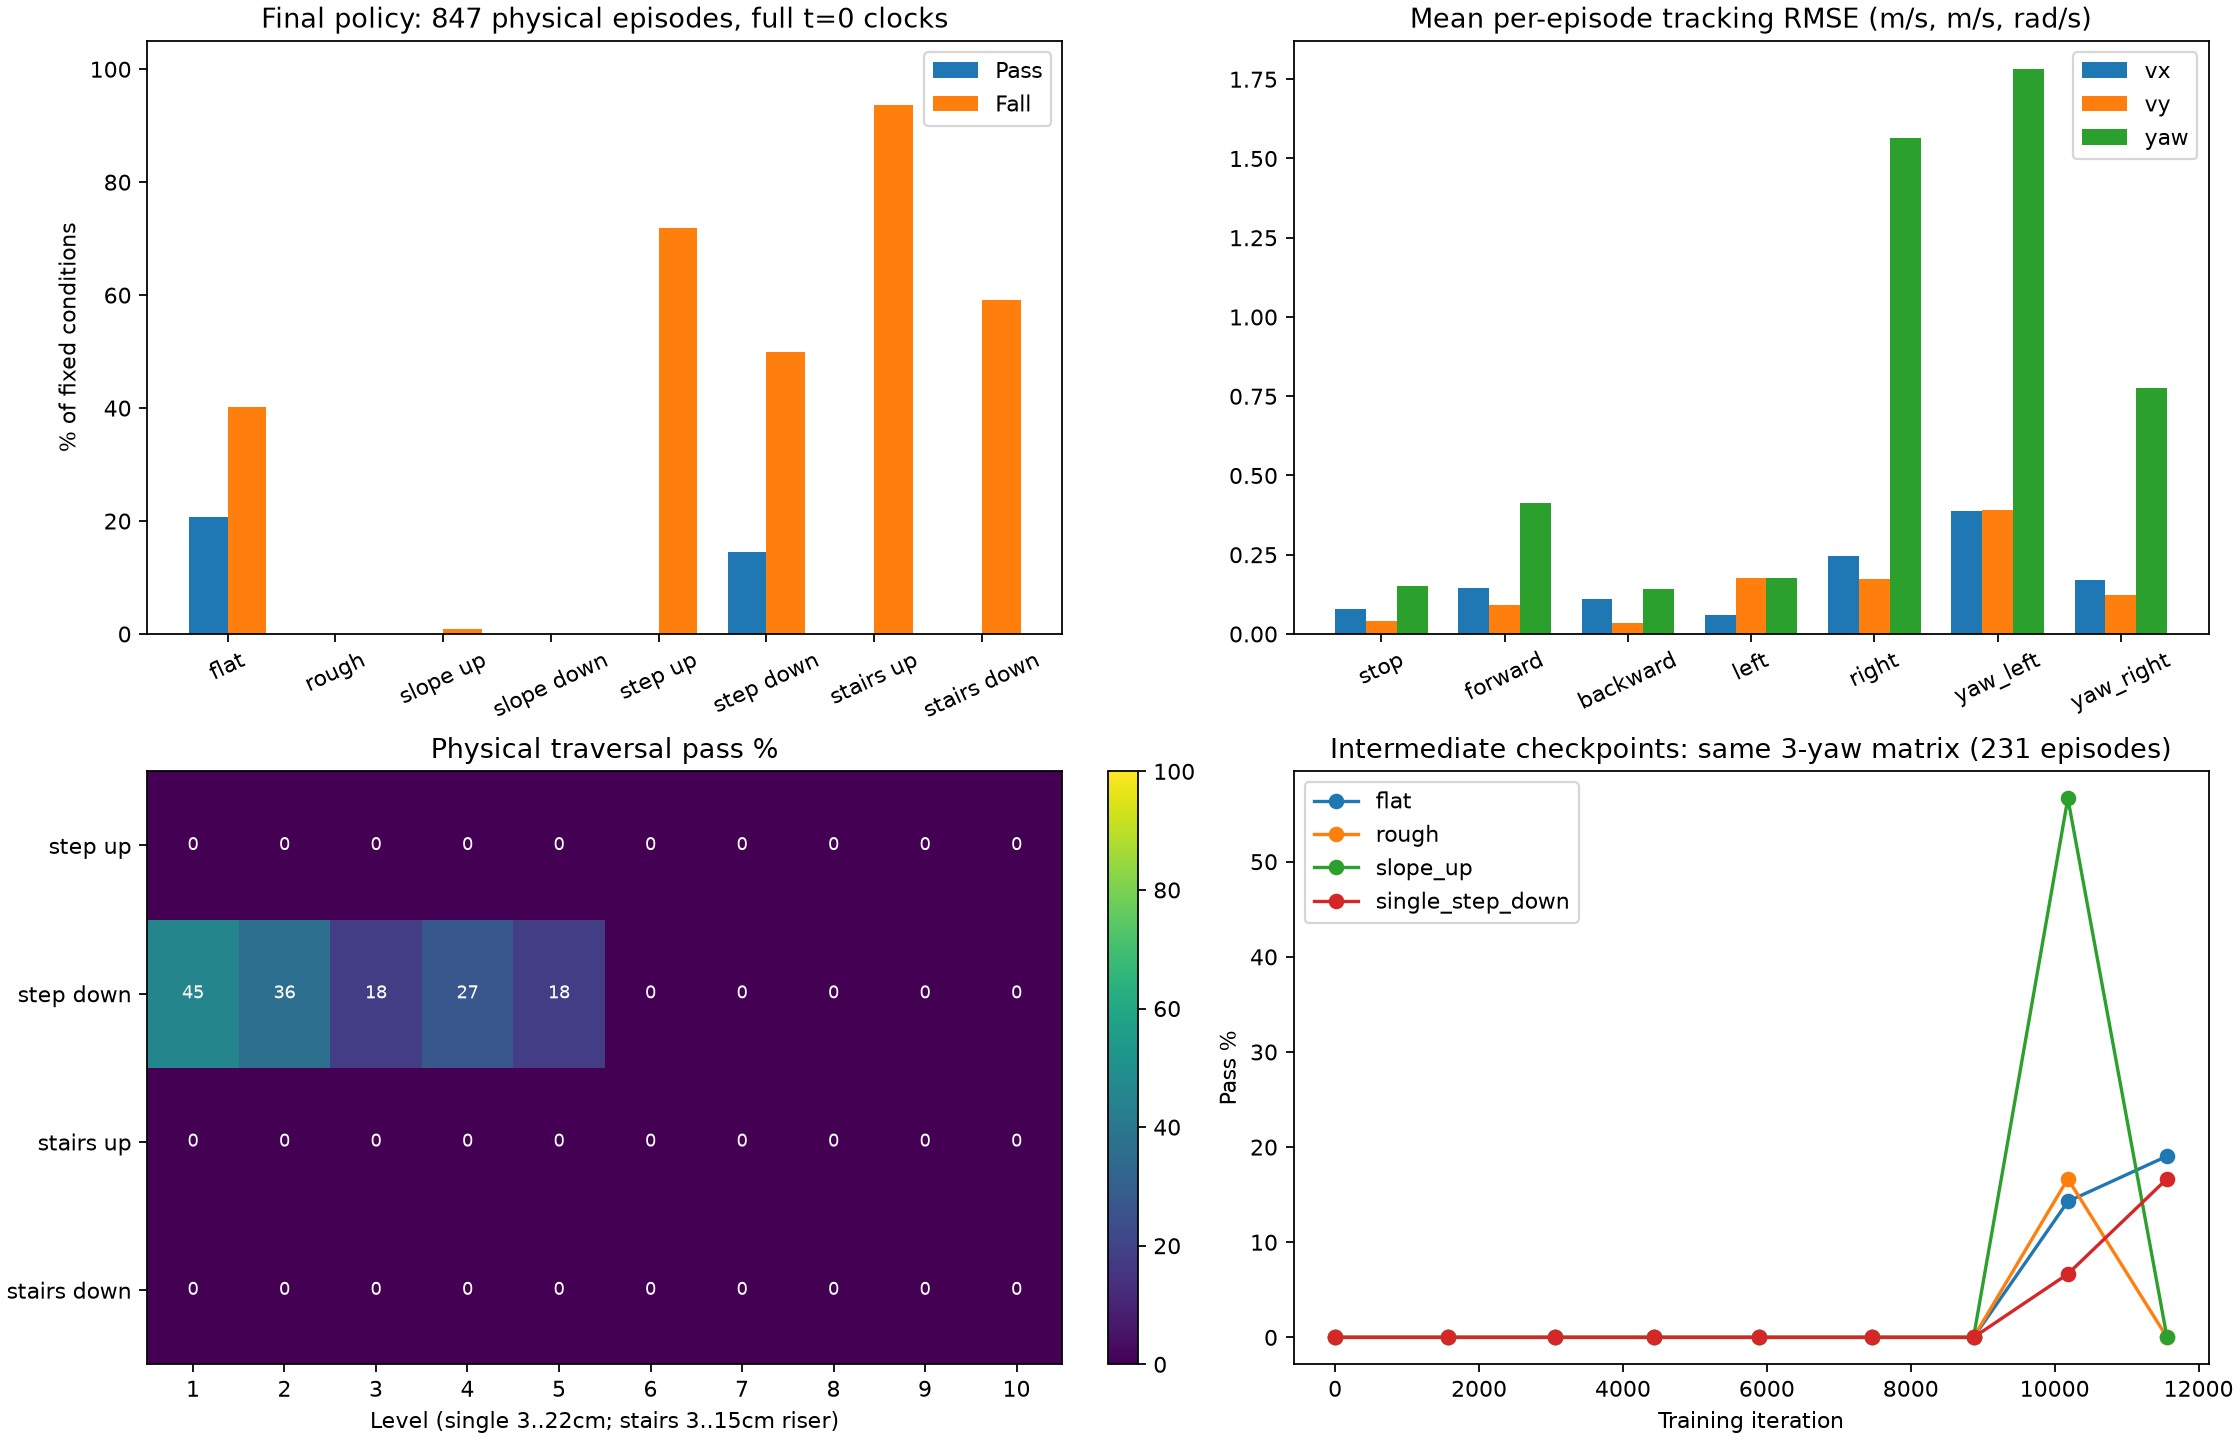 Final policy: 847 physical episodes, full t=0 clocks
% of fixed conditions
100
80
60
40
20
0
Pass
Fall
flat
rough
slope up
slope down
step up
step down
stairs up
stairs down
Mean per-episode tracking RMSE (m/s, m/s, rad/s)
1.75
1.50
1.25
1.00
0.75
0.50
0.25
0.00
vx
vy
yaw
stop
forward
backward
left
right
yaw_left
yaw_right
Physical traversal pass %
step up
0 0 0 0 0 0 0 0 0 0
step down
45 36 18 27 18 0 0 0 0 0
stairs up
0 0 0 0 0 0 0 0 0 0
stairs down
0 0 0 0 0 0 0 0 0 0
1 2 3 4 5 6 7 8 9 10
Level (single 3..22cm; stairs 3..15cm riser)
100
80
60
40
20
0
Intermediate checkpoints: same 3-yaw matrix (231 episodes)
flat
rough
slope_up
single_step_down
Pass %
50
40
30
20
10
0
0 2000 4000 6000 8000 10000 12000
Training iteration